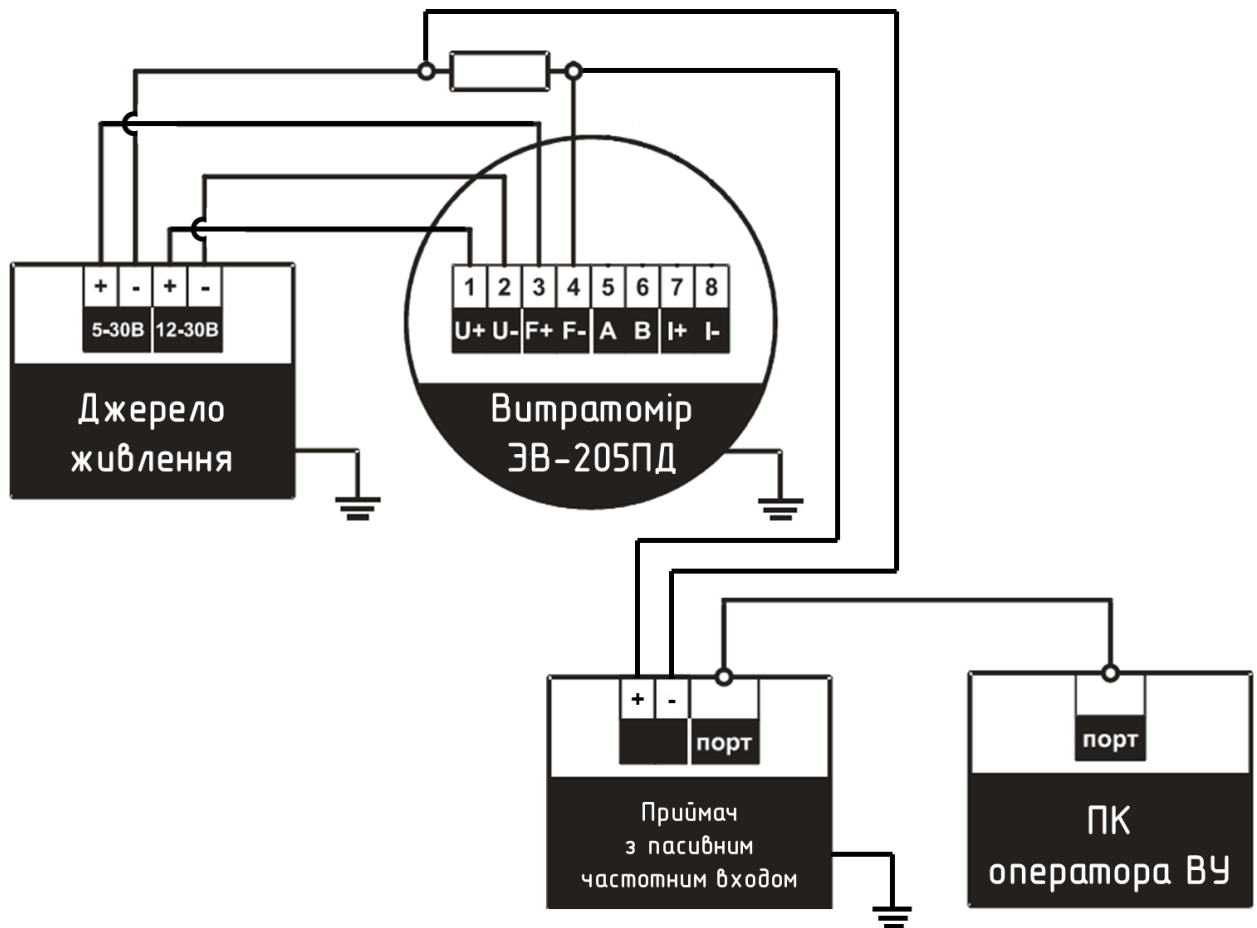 1 2 3 4 5 6 7 8
U+ U- F+ F- A B I+ I-
+ - + -
5-30В 12-30В
Джерело
живлення
Витратомір
ЭВ-205ПД
+ -
порт
порт
Приймач
з пасивним
частотним входом
ПК
оператора ВУ